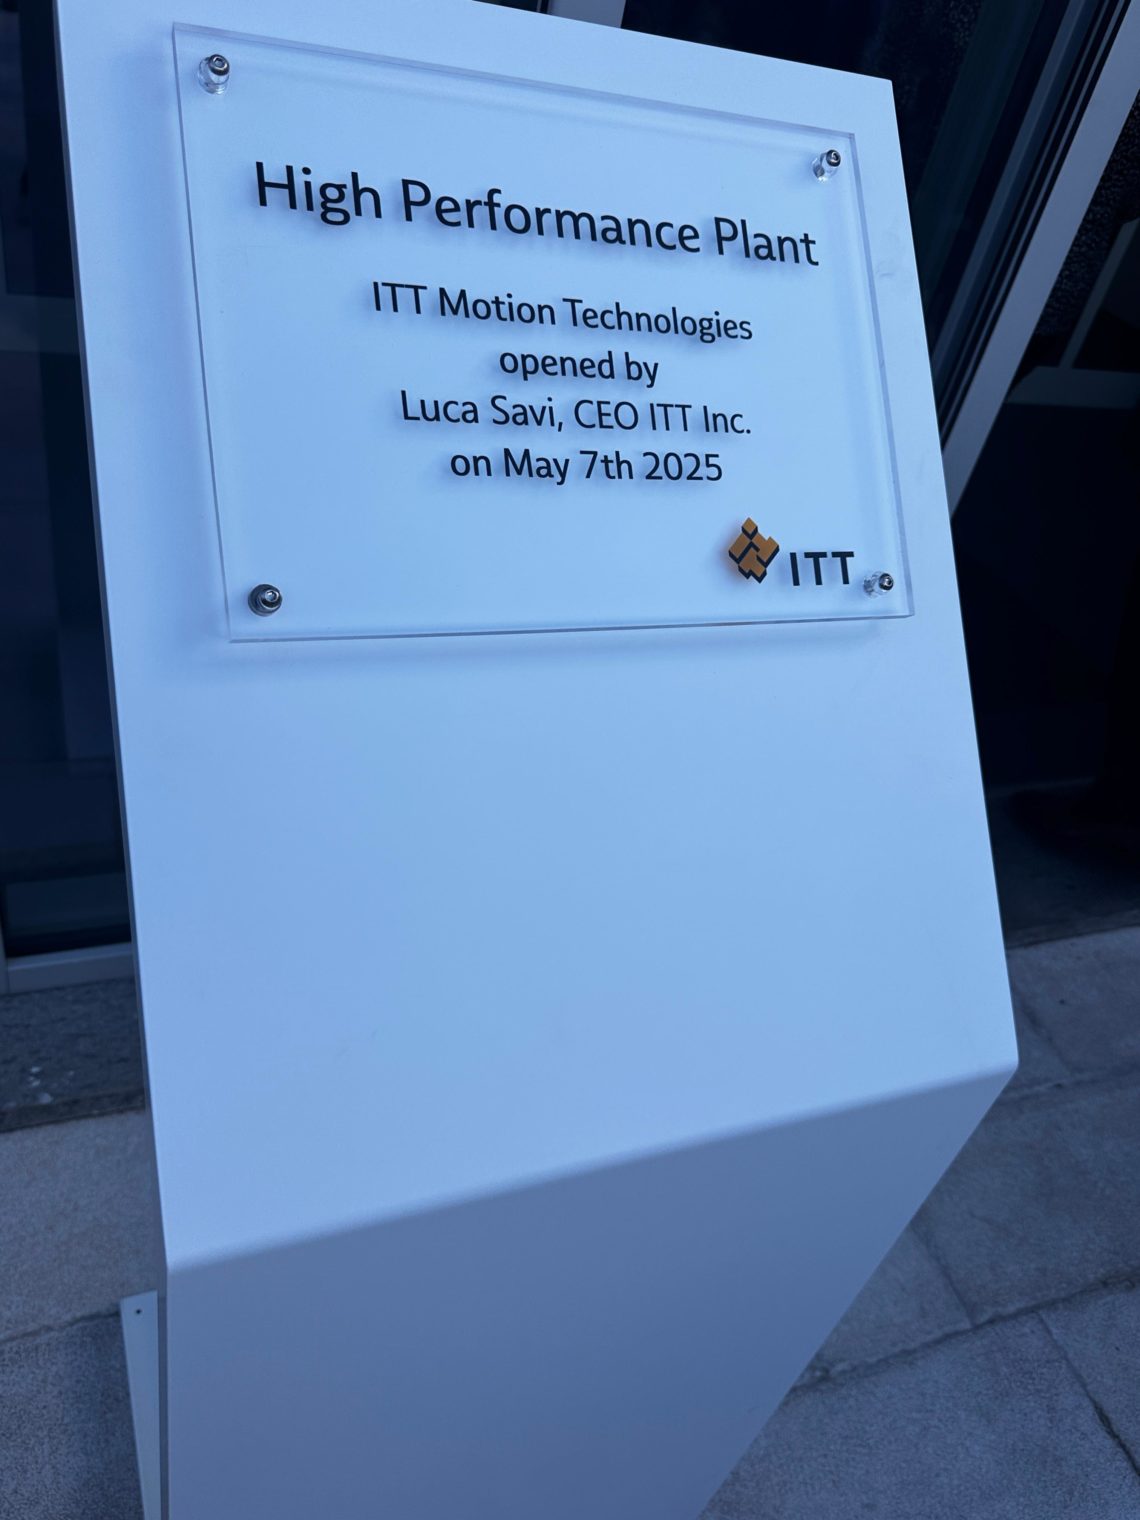 High Performance Plant
ITT Motion Technologies
opened by
Luca Savi, CEO ITT Inc.
on May 7th 2025
ITT